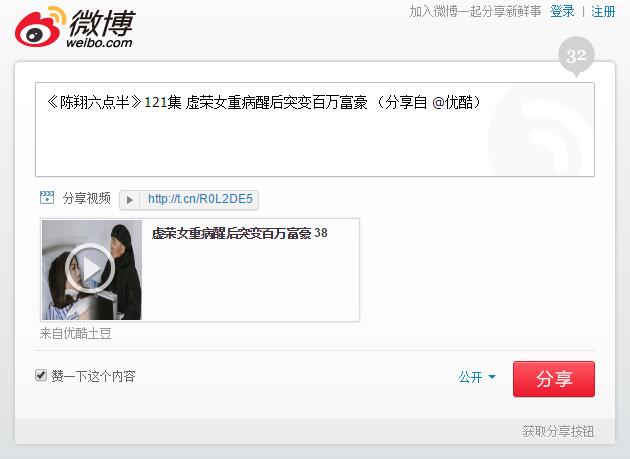 微博
weibo.com
加入微博一起分享新鲜事 登录 | 注册
32
《陈翔六点半》121集 虚荣女重病醒后突变百万富豪 （分享自 @优酷）
分享视频 http://t.cn/R0L2DE5
虚荣女重病醒后突变百万富豪 38
来自优酷土豆
赞一下这个内容
公开
分享
获取分享按钮